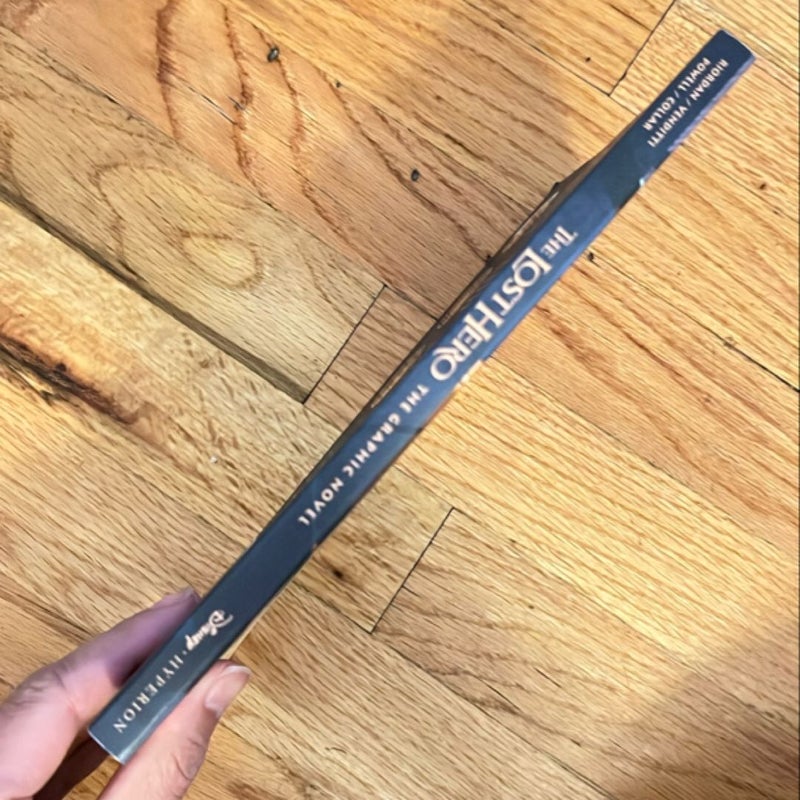 RIORDAN / VENDITTI
POWELL / COLLAR
THE LOST HERO THE GRAPHIC NOVEL
Disney • HYPERION